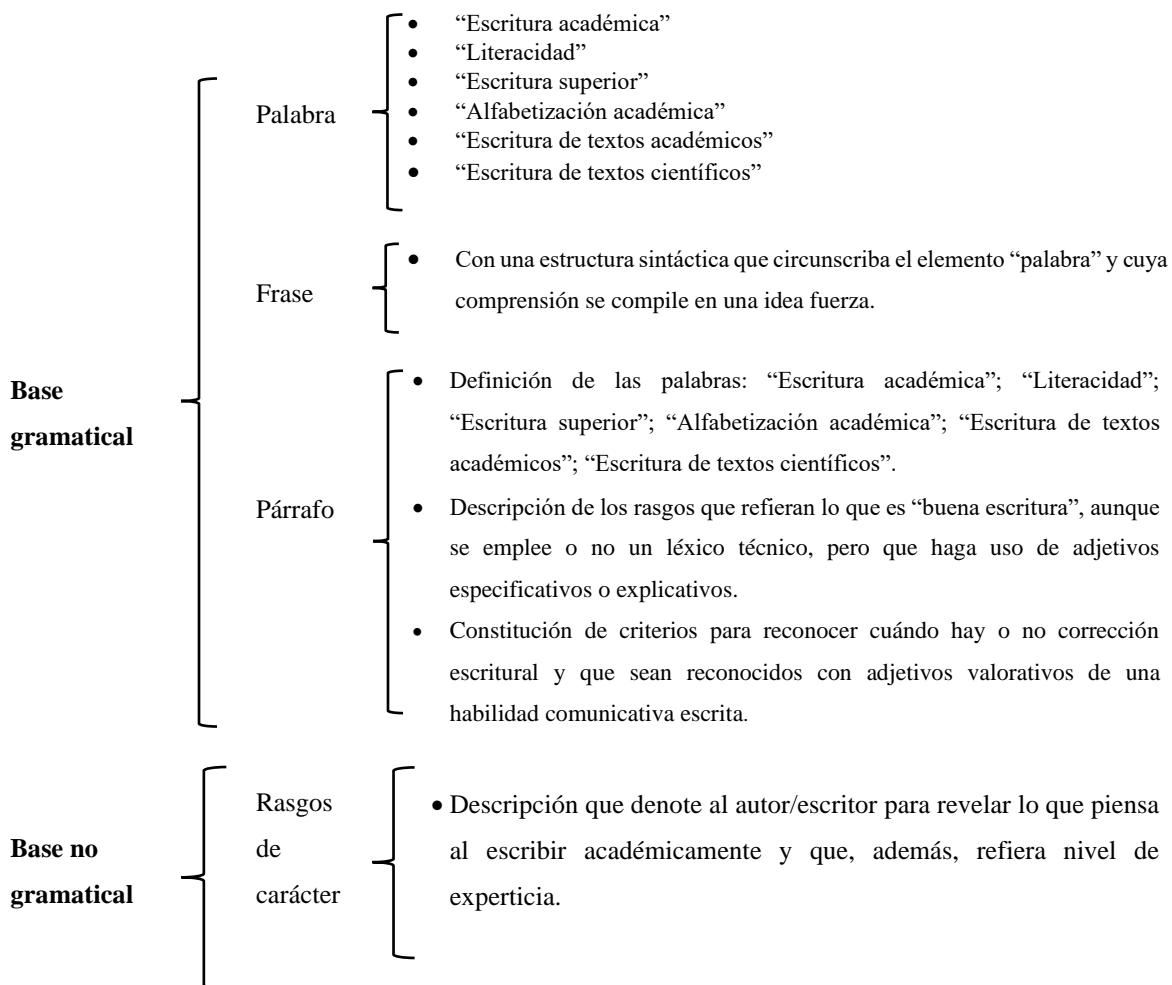 Base
gramatical
Palabra
• “Escritura académica”
• “Literacidad”
• “Escritura superior”
• “Alfabetización académica”
• “Escritura de textos académicos”
• “Escritura de textos científicos”
Frase
• Con una estructura sintáctica que circunscriba el elemento “palabra” y cuya
comprensión se compile en una idea fuerza.
Párrafo
• Definición de las palabras: “Escritura académica”; “Literacidad”;
“Escritura superior”; “Alfabetización académica”; “Escritura de textos
académicos”; “Escritura de textos científicos”.
• Descripción de los rasgos que refieran lo que es “buena escritura”, aunque
se emplee o no un léxico técnico, pero que haga uso de adjetivos
especificativos o explicativos.
• Constitución de criterios para reconocer cuándo hay o no corrección
escritural y que sean reconocidos con adjetivos valorativos de una
habilidad comunicativa escrita.
Base no
gramatical
Rasgos
de
carácter
• Descripción que denote al autor/escritor para revelar lo que piensa
al escribir académicamente y que, además, refiera nivel de
experticia.